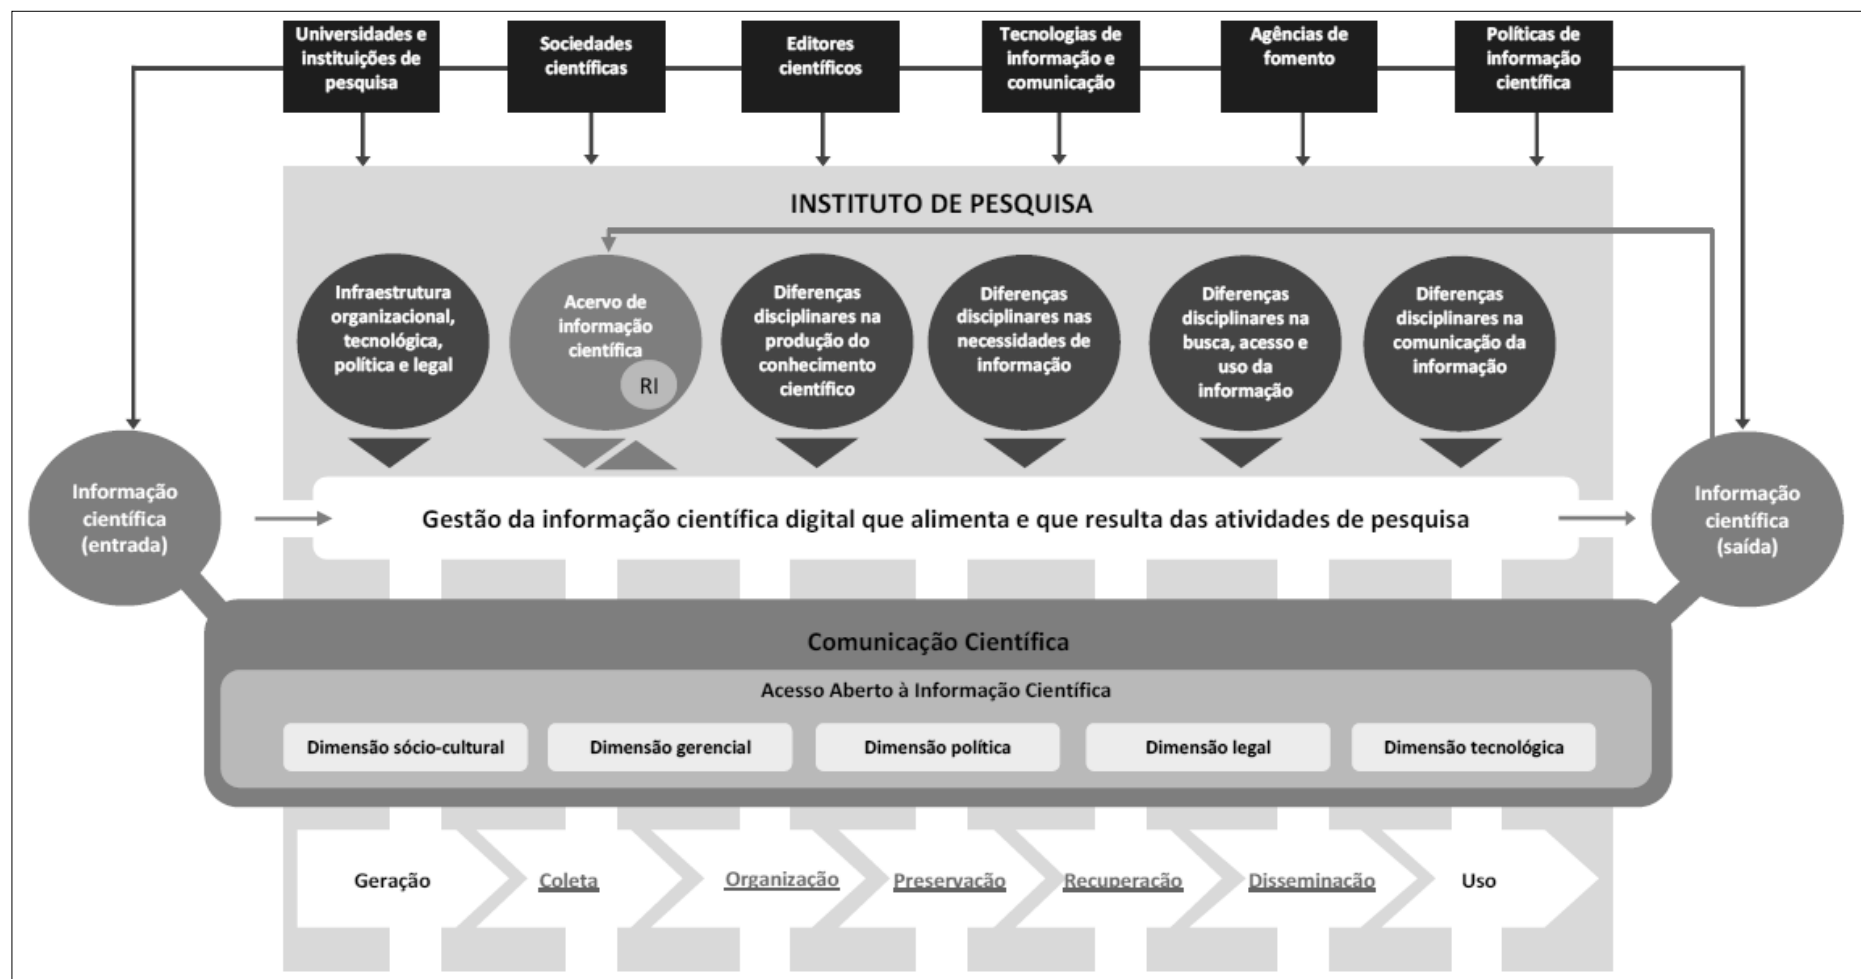 Universidades e
instituições de
pesquisa
Sociedades
científicas
Editores
científicos
Tecnologias de
informação e
comunicação
Agências de
fomento
Políticas de
informação
científica
INSTITUTO DE PESQUISA
Infraestrutura
organizacional,
tecnológica,
política e legal
Acervo de
informação
científica
RI
Diferenças
disciplinares na
produção do
conhecimento
científico
Diferenças
disciplinares nas
necessidades de
informação
Diferenças
disciplinares na
busca, acesso e
uso da
informação
Diferenças
disciplinares na
comunicação da
informação
Informação
científica
(entrada)
Gestão da informação científica digital que alimenta e que resulta das atividades de pesquisa
Informação
científica
(saída)
Comunicação Científica
Acesso Aberto à Informação Científica
Dimensão sócio-cultural
Dimensão gerencial
Dimensão política
Dimensão legal
Dimensão tecnológica
Geração
Coleta
Organização
Preservação
Recuperação
Disseminação
Uso